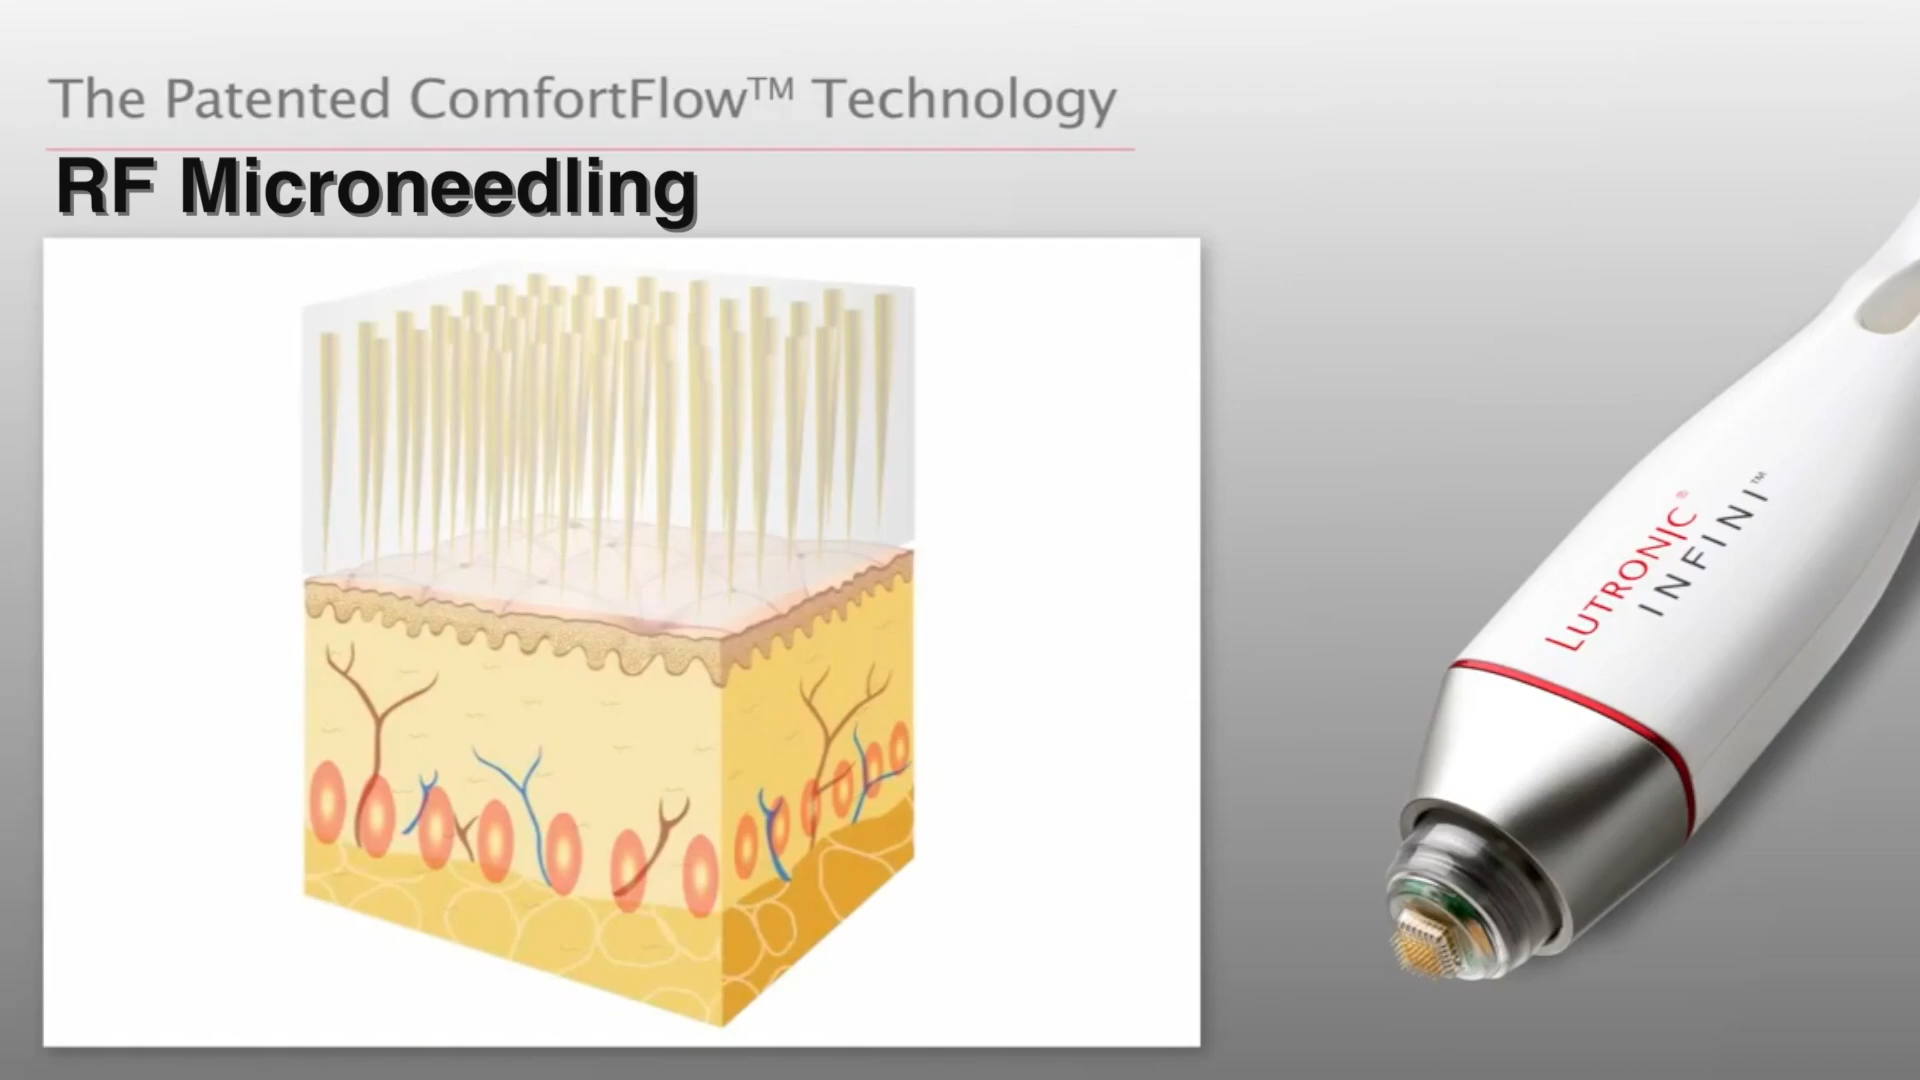 The Patented ComfortFlow™ Technology
RF Microneedling
LUTRONIC®
INFINI™